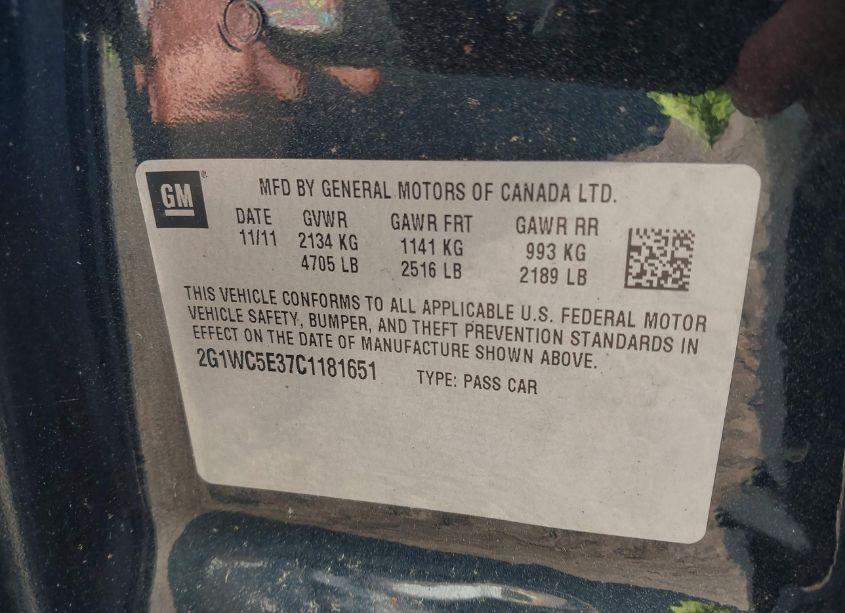 GM
MFD BY GENERAL MOTORS OF CANADA LTD.
DATE GVWR GAWR FRT GAWR RR
11/11 2134 KG 1141 KG 993 KG
4705 LB 2516 LB 2189 LB
THIS VEHICLE CONFORMS TO ALL APPLICABLE U.S. FEDERAL MOTOR
VEHICLE SAFETY, BUMPER, AND THEFT PREVENTION STANDARDS IN
EFFECT ON THE DATE OF MANUFACTURE SHOWN ABOVE.
2G1WC5E37C1181651 TYPE: PASS CAR